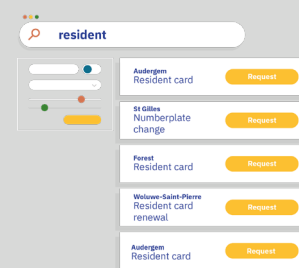 resident
Audergem
Resident card
Request
St Gilles
Numberplate
change
Request
Forest
Resident card
Request
Woluwe-Saint-Pierre
Resident card
renewal
Request
Audergem
Resident card
Request